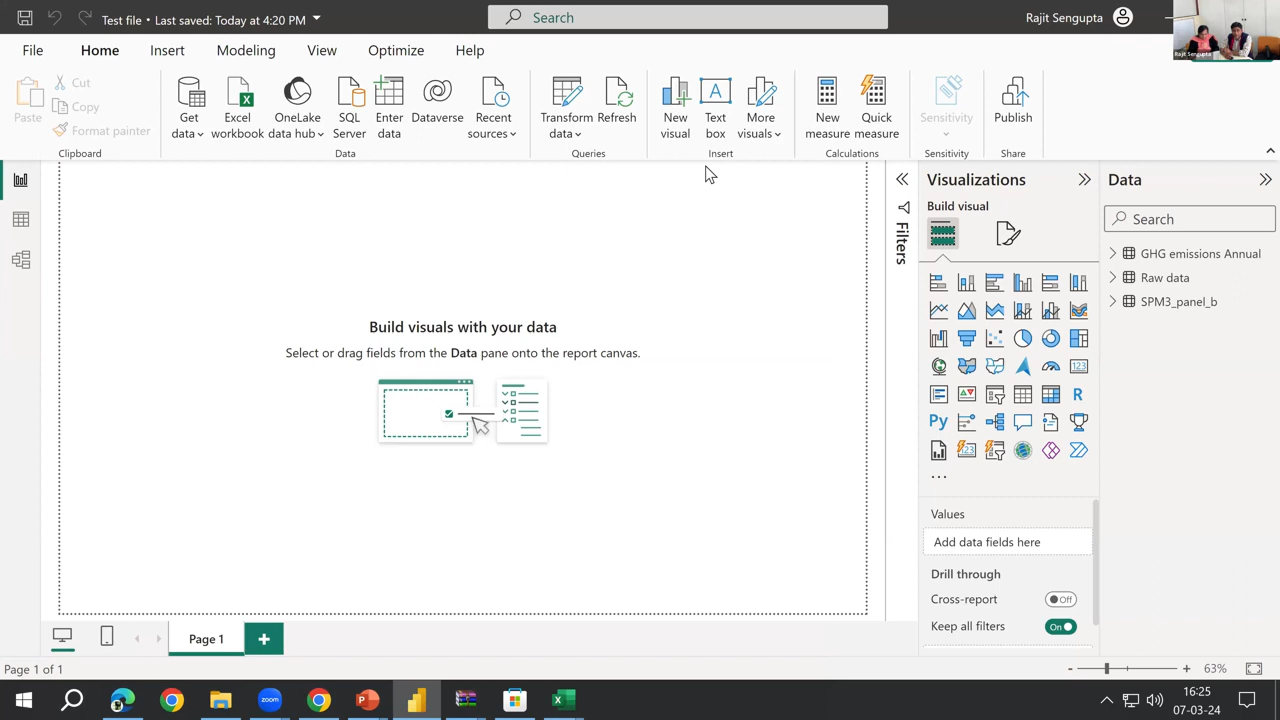 Test file • Last saved: Today at 4:20 PM
Search
Rajit Sengupta
Rajit Sengupta
File
Home
Insert
Modeling
View
Optimize
Help
Paste
Cut
Copy
Format painter
Clipboard
Get data
Excel workbook
OneLake data hub
SQL Server
Enter data
Dataverse
Recent sources
Data
Transform data
Refresh
Queries
New visual
A
Text box
More visuals
Insert
New measure
Quick measure
Calculations
Sensitivity
Sensitivity
Publish
Share
Filters
Visualizations
Build visual
Data
Search
GHG emissions Annual
Raw data
SPM3_panel_b
Build visuals with your data
Select or drag fields from the Data pane onto the report canvas.
123
R
Py
123
...
Values
Add data fields here
Drill through
Cross-report
Off
Keep all filters
On
Page 1
Page 1 of 1
63%
zoom
16:25
07-03-24